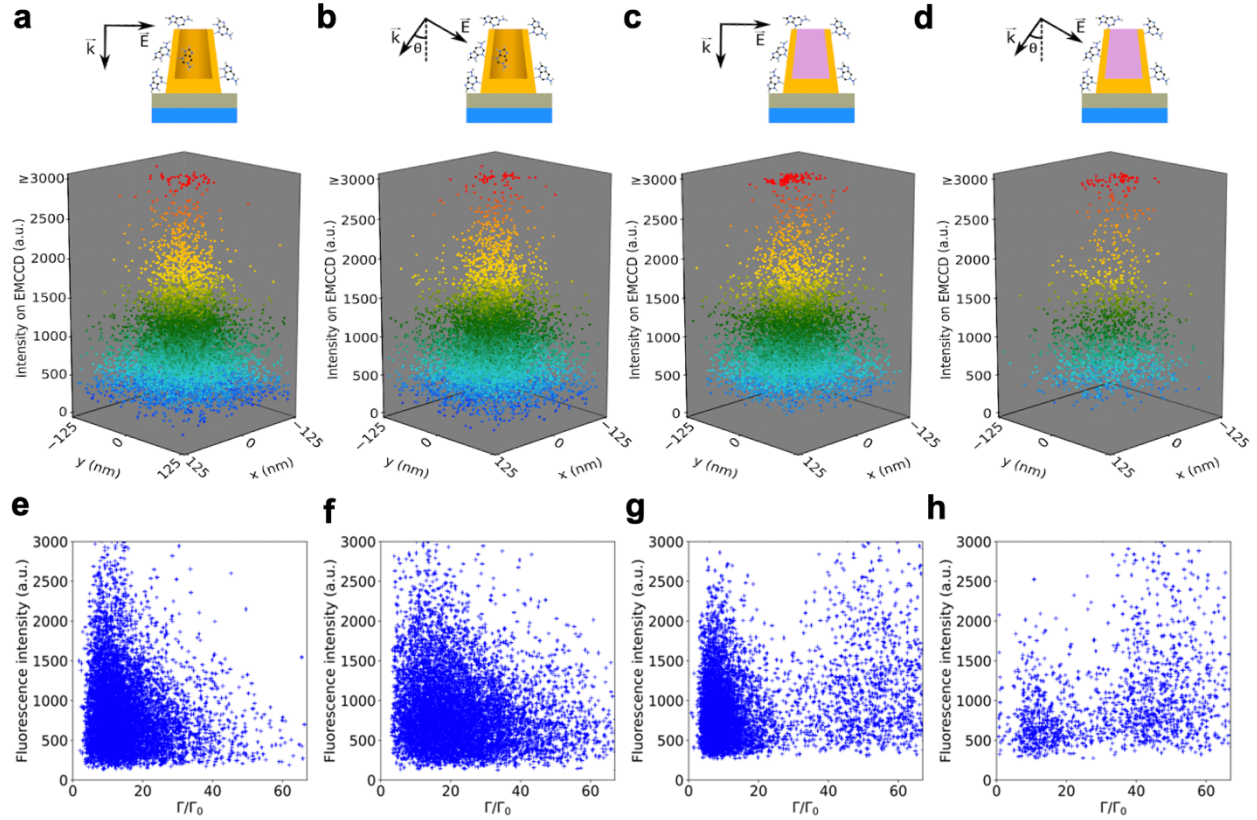 a
b
c
d
k
E
k
θ
E
k
E
k
θ
E
≥3000
2500
2000
1500
1000
500
0
Intensity on EMCCD (a.u.)
−125
0
125
y (nm)
125
0
−125
x (nm)
≥3000
2500
2000
1500
1000
500
0
Intensity on EMCCD (a.u.)
−125
0
125
y (nm)
0
−125
x (nm)
≥3000
2500
2000
1500
1000
500
0
Intensity on EMCCD (a.u.)
−125
0
125
y (nm)
0
−125
x (nm)
≥3000
2500
2000
1500
1000
500
0
Intensity on EMCCD (a.u.)
−125
0
125
y (nm)
0
−125
x (nm)
e
f
g
h
3000
2500
2000
1500
1000
500
0
Fluorescence intensity (a.u.)
0 20 40 60
Γ/Γ₀
3000
2500
2000
1500
1000
500
0
Fluorescence intensity (a.u.)
0 20 40 60
Γ/Γ₀
3000
2500
2000
1500
1000
500
0
Fluorescence intensity (a.u.)
0 20 40 60
Γ/Γ₀
3000
2500
2000
1500
1000
500
0
Fluorescence intensity (a.u.)
0 20 40 60
Γ/Γ₀